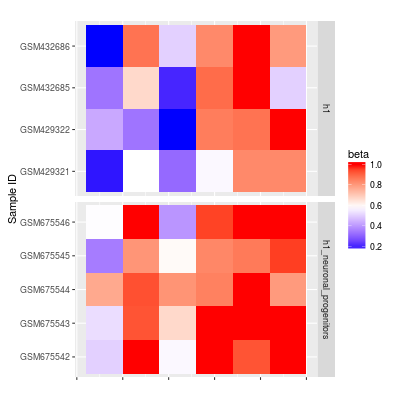 GSM432686
GSM432685
GSM429322
GSM429321
h1
GSM675546
GSM675545
GSM675544
GSM675543
GSM675542
h1_neuronal_progenitors
Sample ID
beta
1.0
0.8
0.6
0.4
0.2